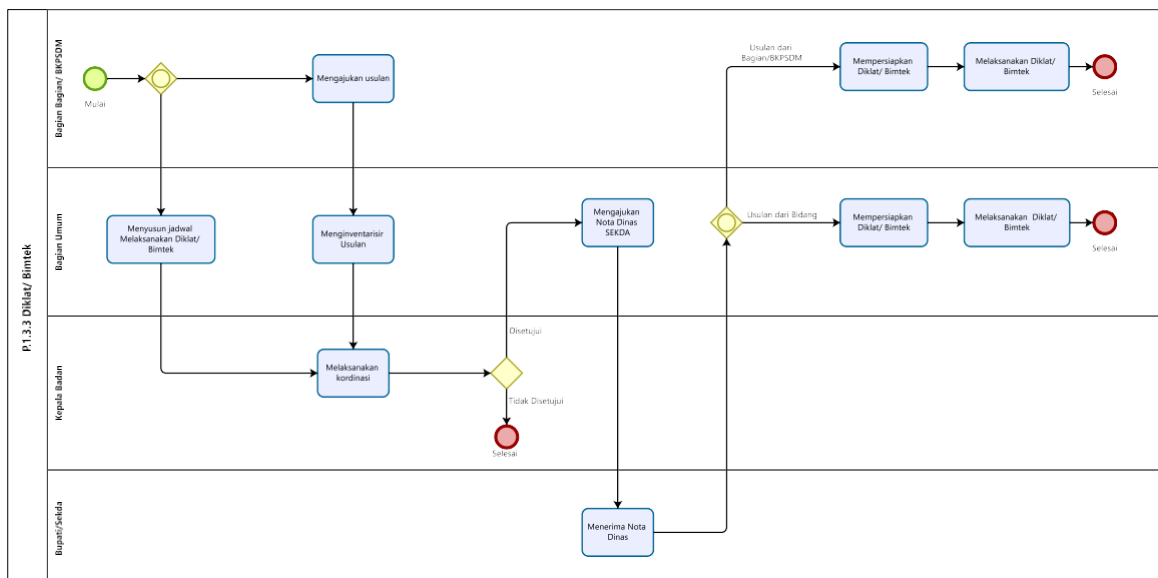 P.1.3.3 Diklat/ Bimtek
Bagian Bagian/ BKPSDM
Mulai
Mengajukan usulan
Usulan dari
Bagian/BKPSDM
Mempersiapkan
Diklat/ Bimtek
Melaksanakan Diklat/
Bimtek
Selesai
Bagian Umum
Menyusun jadwal
Melaksanakan Diklat/
Bimtek
Menginventarisir
Usulan
Mengajukan
Nota Dinas
SEKDA
Usulan dari Bidang
Mempersiapkan
Diklat/ Bimtek
Melaksanakan Diklat/
Bimtek
Selesai
Kepala Badan
Melaksanakan
kordinasi
Disetujui
Tidak Disetujui
Selesai
Bupati/Sekda
Menerima Nota
Dinas